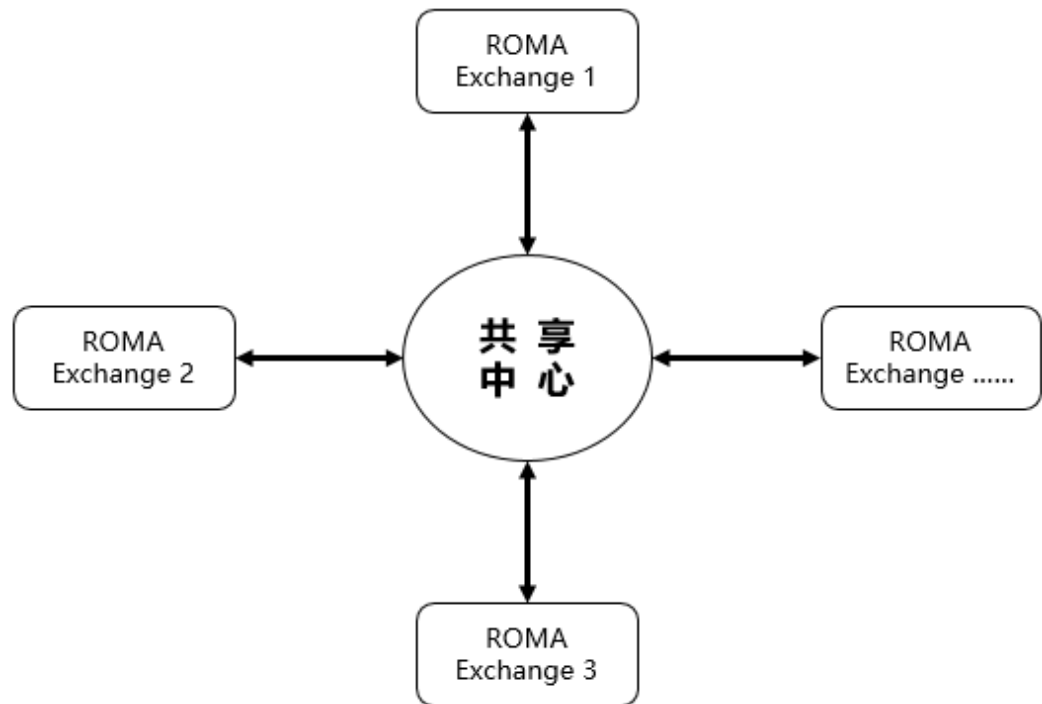 ROMA
Exchange 1
ROMA
Exchange 2
共 享
中 心
ROMA
Exchange ......
ROMA
Exchange 3